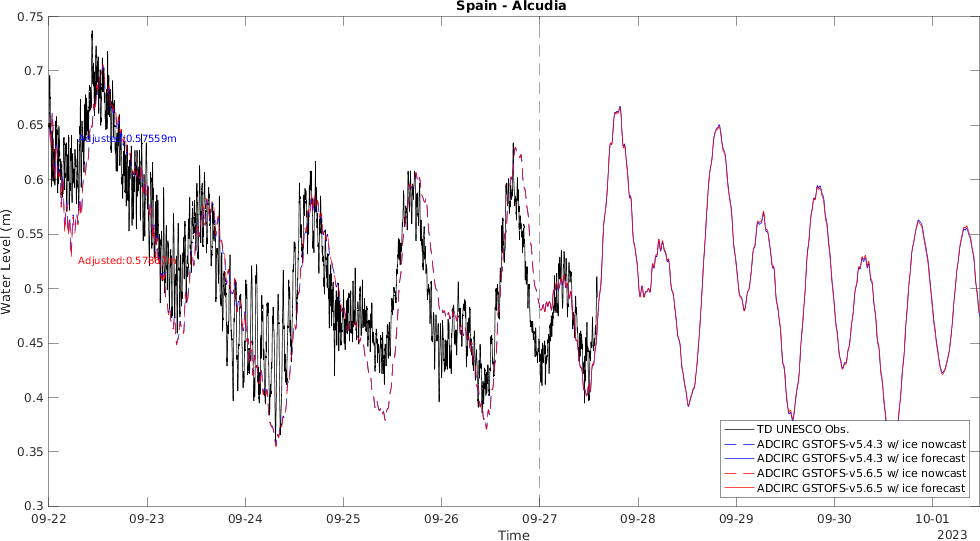 Spain - Alcudia
0.75
0.7
0.65
0.6
0.55
0.5
0.45
0.4
0.35
0.3
Water Level (m)
Adjusted:0.57559m
TD UNESCO Obs.
ADCIRC GSTOFS-v5.4.3 w/ ice nowcast
ADCIRC GSTOFS-v5.4.3 w/ ice forecast
ADCIRC GSTOFS-v5.6.5 w/ ice nowcast
ADCIRC GSTOFS-v5.6.5 w/ ice forecast
09-22 09-23 09-24 09-25 09-26 09-27 09-28 09-29 09-30 10-01
Time
2023